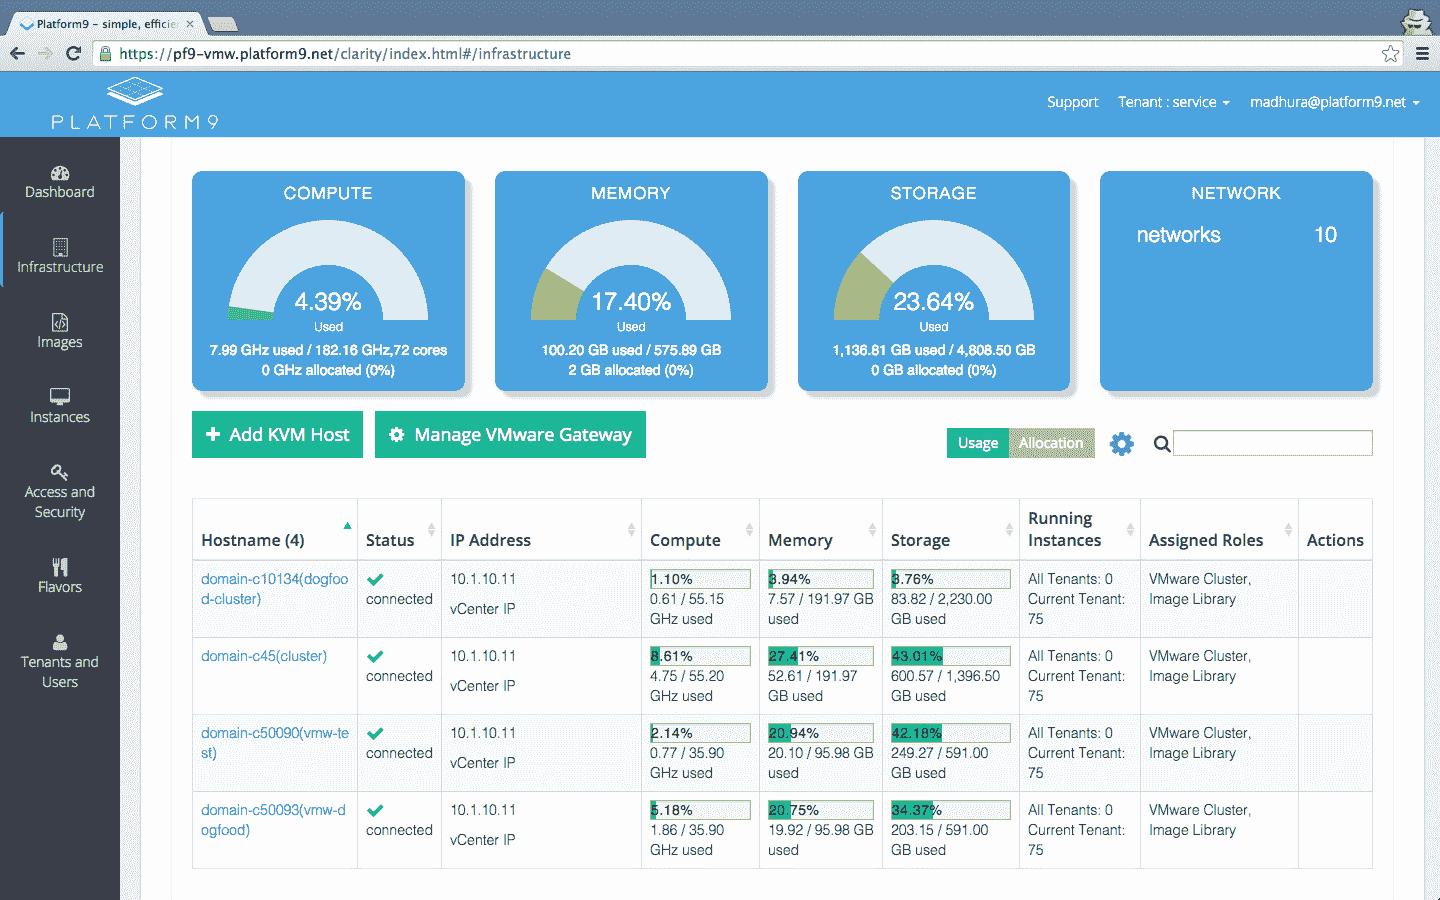 Platform9 – simple, efficien
https://pf9-vmw.platform9.net/clarity/index.html#/infrastructure
PLATFORM9
Support
Tenant : service
madhura@platform9.net
Dashboard
Infrastructure
Images
Instances
Access and
Security
Flavors
Tenants and
Users
COMPUTE
4.39%
Used
7.99 GHz used / 182.16 GHz,72 cores
0 GHz allocated (0%)
MEMORY
17.40%
Used
100.20 GB used / 575.89 GB
2 GB allocated (0%)
STORAGE
23.64%
Used
1,136.81 GB used / 4,808.50 GB
0 GB allocated (0%)
NETWORK
networks 10
Add KVM Host
Manage VMware Gateway
Usage
Allocation
Hostname (4)
Status
IP Address
Compute
Memory
Storage
Running
Instances
Assigned Roles
Actions
domain-c10134(dogfoo
d-cluster)
connected
10.1.10.11
vCenter IP
1.10%
0.61 / 55.15
GHz used
3.94%
7.57 / 191.97 GB
used
3.76%
83.82 / 2,230.00
GB used
All Tenants: 0
Current Tenant:
75
VMware Cluster,
Image Library
domain-c45(cluster)
connected
10.1.10.11
vCenter IP
8.61%
4.75 / 55.20
GHz used
27.41%
52.61 / 191.97
GB used
43.01%
600.57 / 1,396.50
GB used
All Tenants: 0
Current Tenant:
75
VMware Cluster,
Image Library
domain-c50090(vmw-te
st)
connected
10.1.10.11
vCenter IP
2.14%
0.77 / 35.90
GHz used
20.94%
20.10 / 95.98 GB
used
42.18%
249.27 / 591.00
GB used
All Tenants: 0
Current Tenant:
75
VMware Cluster,
Image Library
domain-c50093(vmw-d
ogfood)
connected
10.1.10.11
vCenter IP
5.18%
1.86 / 35.90
GHz used
20.75%
19.92 / 95.98 GB
used
34.37%
203.15 / 591.00
GB used
All Tenants: 0
Current Tenant:
75
VMware Cluster,
Image Library